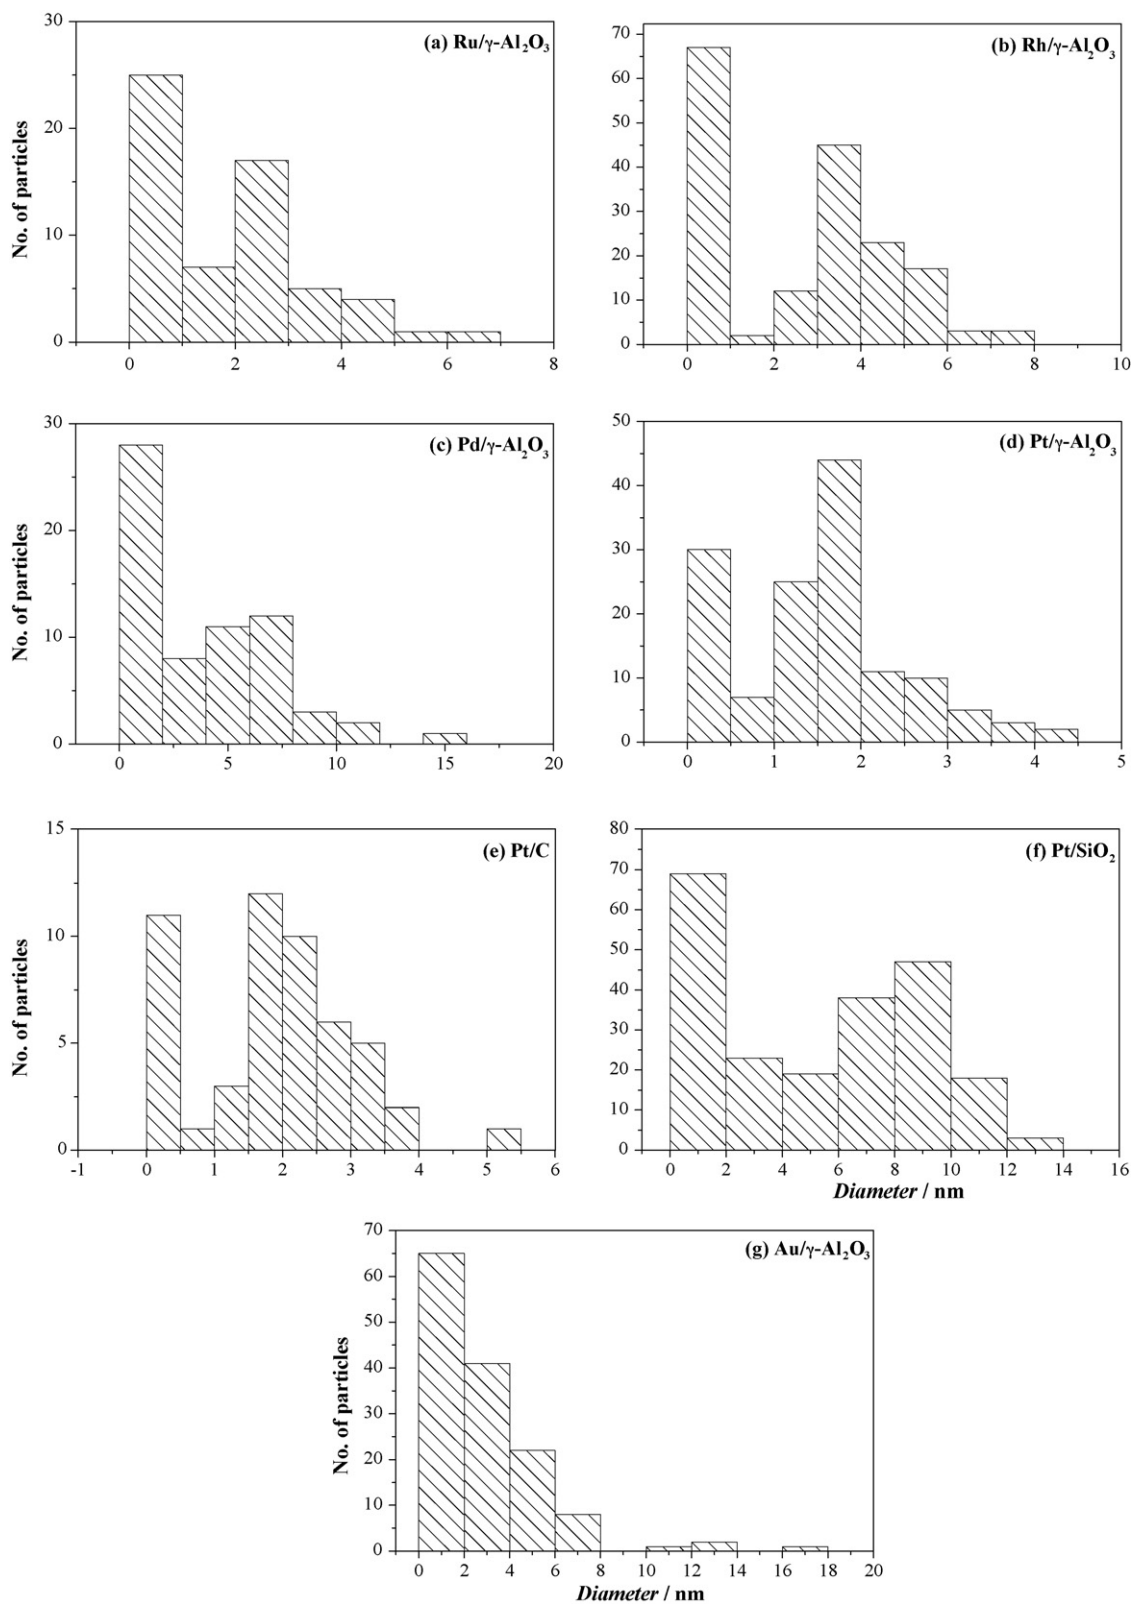 (a) Ru/γ-Al₂O₃
No. of particles
30
20
10
0
0 2 4 6 8
(b) Rh/γ-Al₂O₃
70
60
50
40
30
20
10
0
0 2 4 6 8 10
(c) Pd/γ-Al₂O₃
No. of particles
30
20
10
0
0 5 10 15 20
(d) Pt/γ-Al₂O₃
50
40
30
20
10
0
0 1 2 3 4 5
(e) Pt/C
No. of particles
15
10
5
0
-1 0 1 2 3 4 5 6
(f) Pt/SiO₂
80
70
60
50
40
30
20
10
0
0 2 4 6 8 10 12 14 16
Diameter / nm
(g) Au/γ-Al₂O₃
No. of particles
70
60
50
40
30
20
10
0
0 2 4 6 8 10 12 14 16 18 20
Diameter / nm